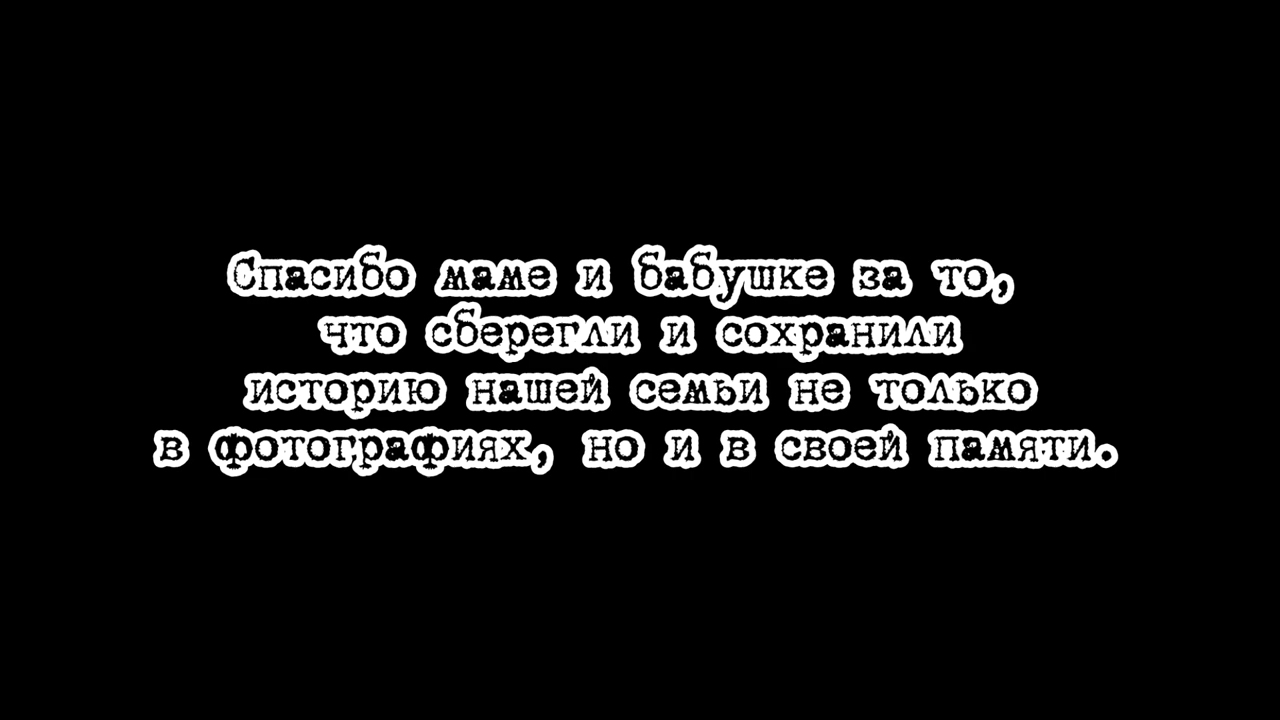 Спасибо маме и бабушке за то,
что сберегли и сохранили
историю нашей семьи не только
в фотографиях, но и в своей памяти.